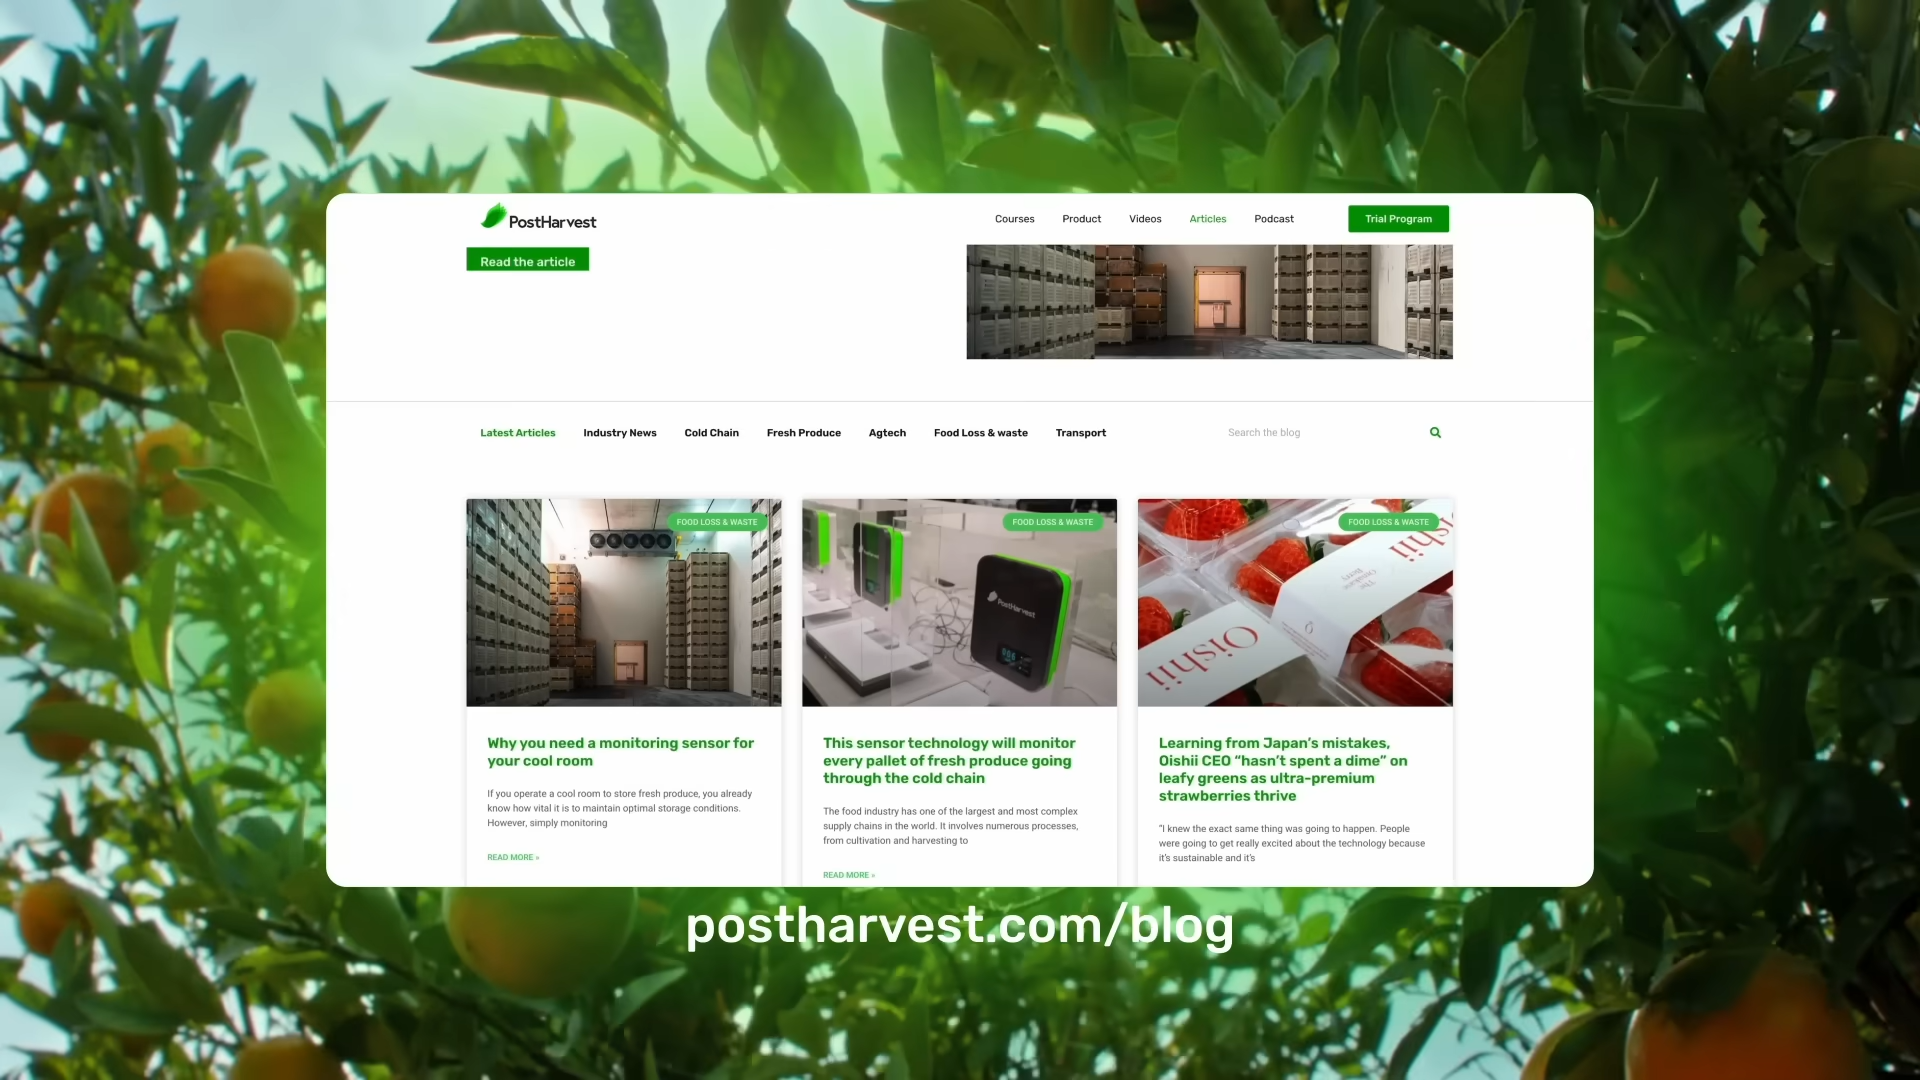 PostHarvest
Courses
Product
Videos
Articles
Podcast
Trial Program
Read the article
Latest Articles
Industry News
Cold Chain
Fresh Produce
Agtech
Food Loss & waste
Transport
Search the blog
FOOD LOSS & WASTE
Why you need a monitoring sensor for
your cool room
If you operate a cool room to store fresh produce, you already
know how vital it is to maintain optimal storage conditions.
However, simply monitoring
READ MORE »
FOOD LOSS & WASTE
PostHarvest
This sensor technology will monitor
every pallet of fresh produce going
through the cold chain
The food industry has one of the largest and most complex
supply chains in the world. It involves numerous processes,
from cultivation and harvesting to
READ MORE »
FOOD LOSS & WASTE
Oishii
The
Omakase
Berry
Oishii
Learning from Japan's mistakes,
Oishii CEO “hasn't spent a dime” on
leafy greens as ultra-premium
strawberries thrive
“I knew the exact same thing was going to happen. People
were going to get really excited about the technology because
it's sustainable and it's
postharvest.com/blog